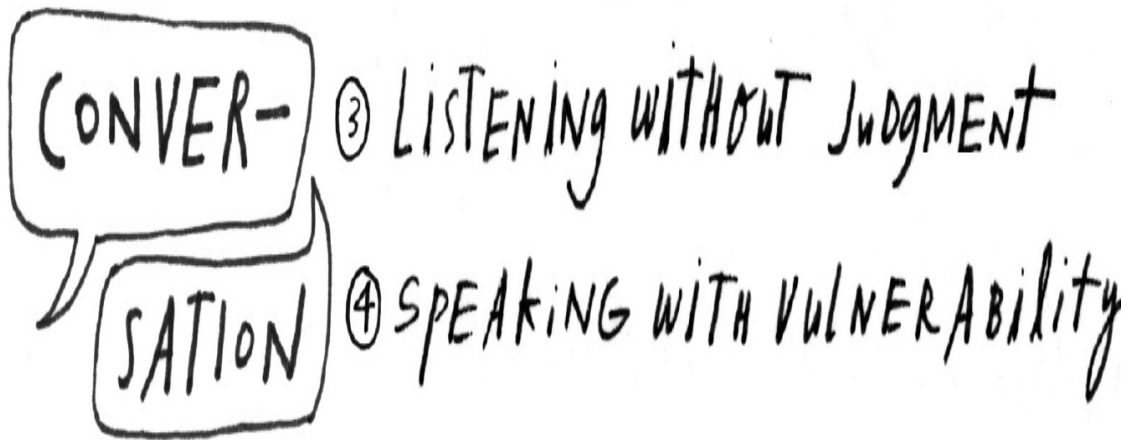 CONVER-
SATION
③ LiSTENiNg WiTHOuT JuDgMENT
④ SpEAkiNG WiTH VulNERABility